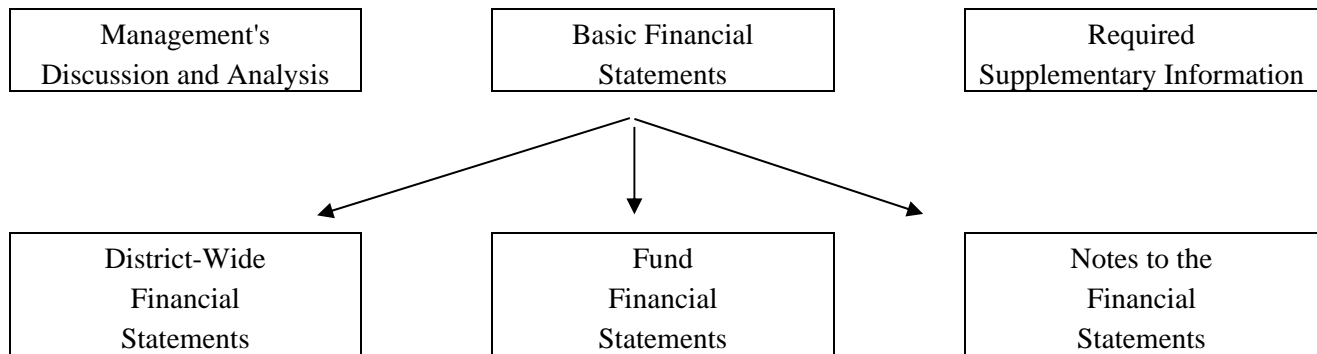 Management's
Discussion and Analysis
Basic Financial
Statements
Required
Supplementary Information
District-Wide
Financial
Statements
Fund
Financial
Statements
Notes to the
Financial
Statements